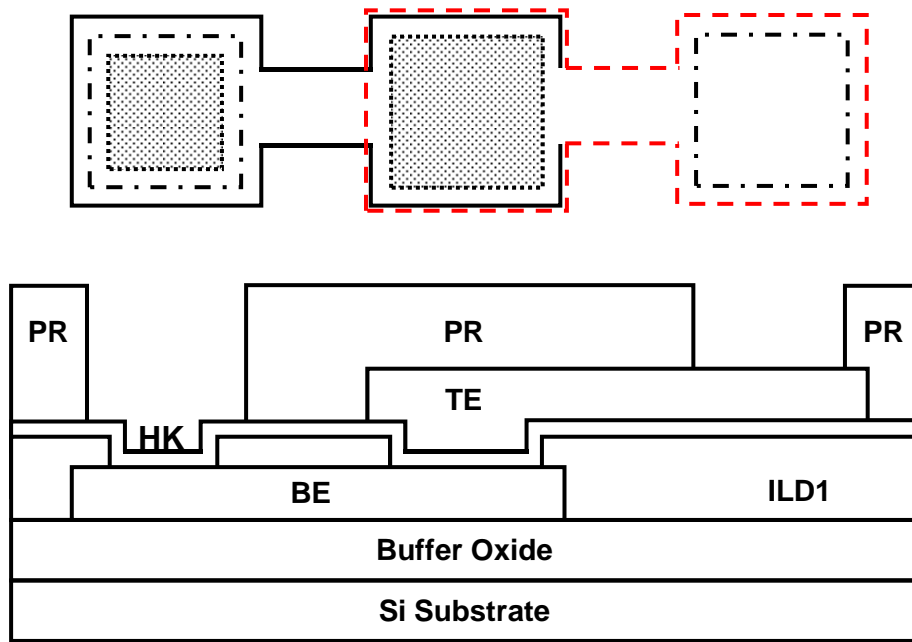 PR
PR
PR
TE
HK
BE
ILD1
Buffer Oxide
Si Substrate